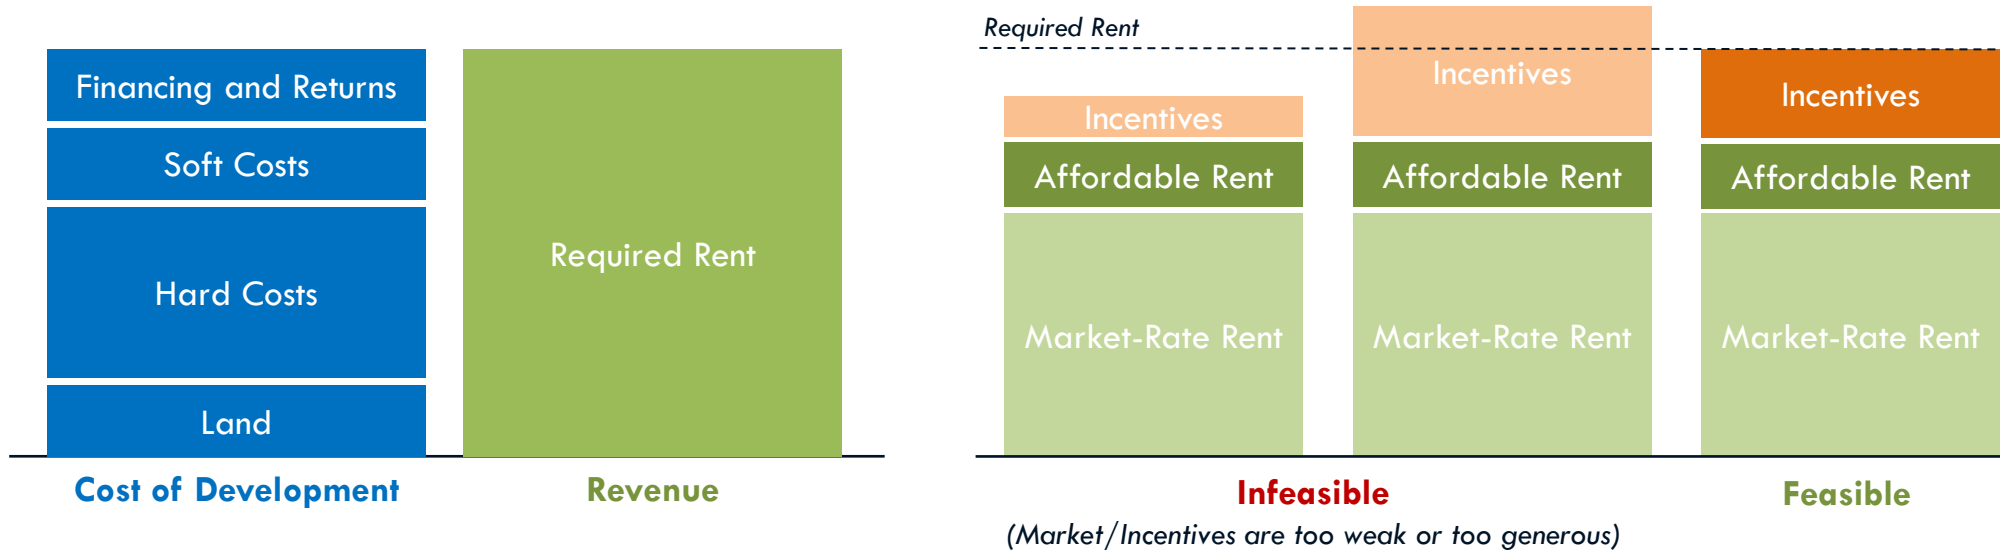 Financing and Returns
Soft Costs
Hard Costs
Land
Required Rent
Cost of Development
Revenue
Required Rent
Incentives
Affordable Rent
Market-Rate Rent
Incentives
Affordable Rent
Market-Rate Rent
Incentives
Affordable Rent
Market-Rate Rent
Infeasible
(Market/Incentives are too weak or too generous)
Feasible